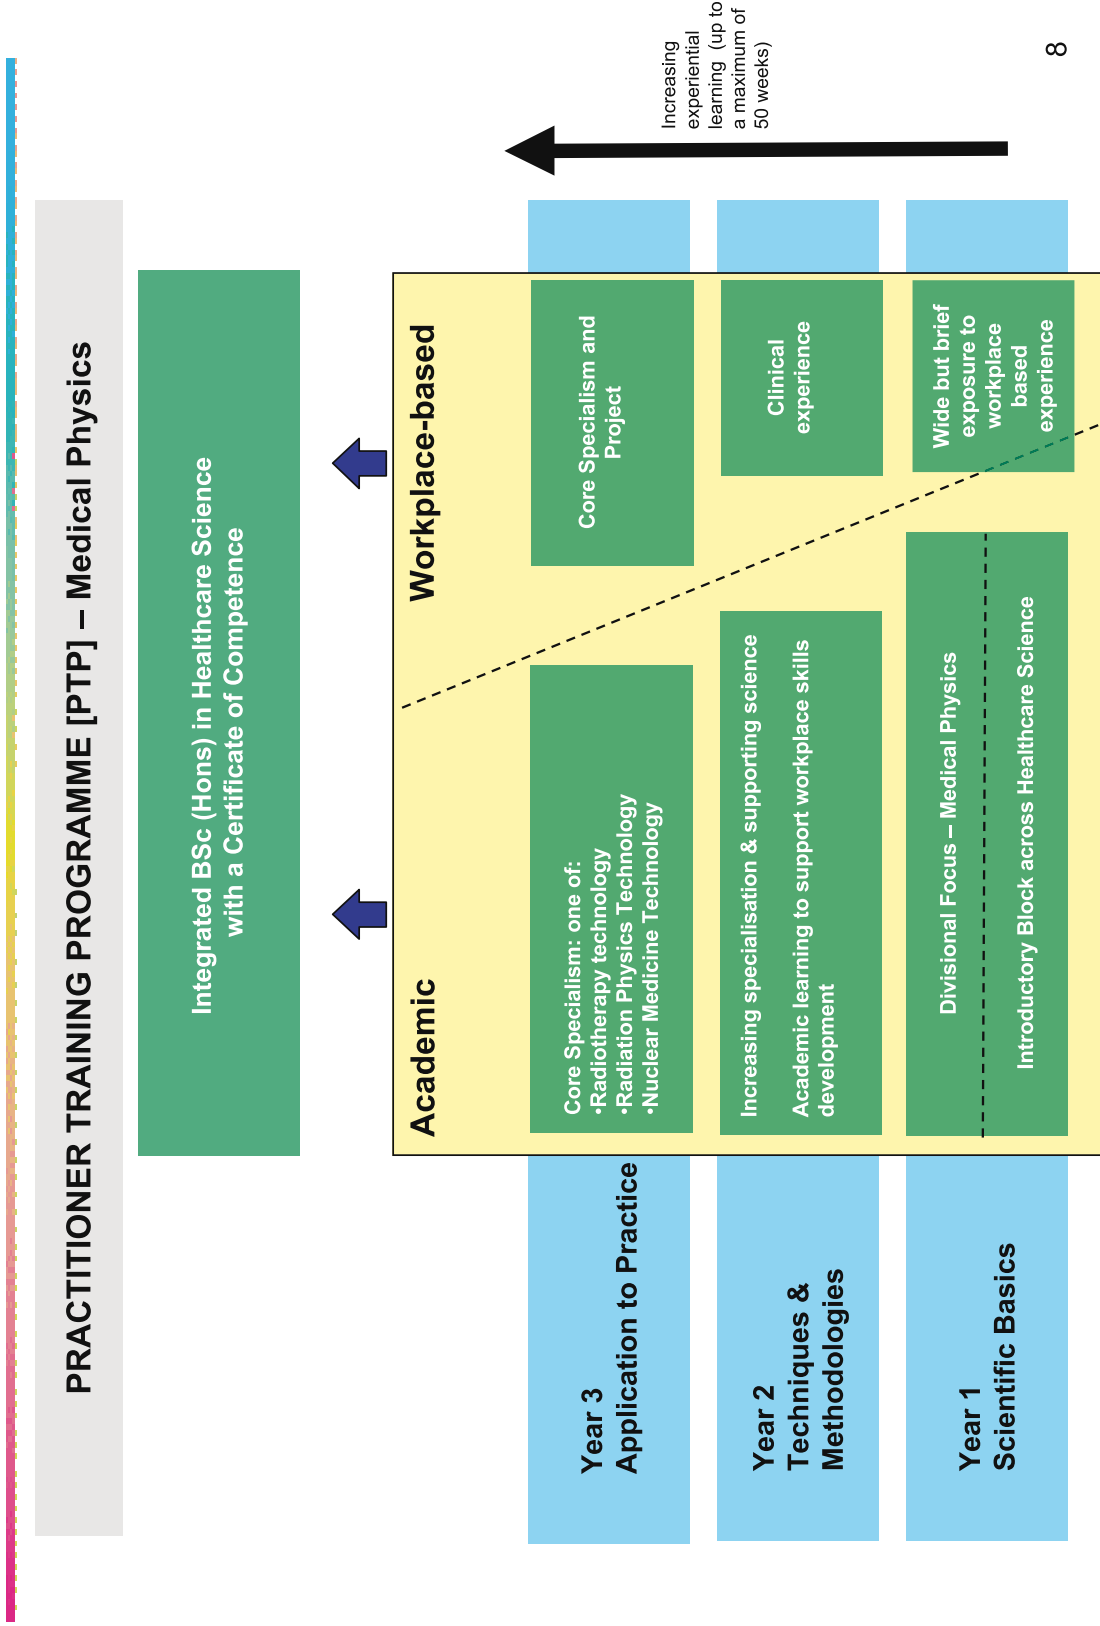 PRACTITIONER TRAINING PROGRAMME [PTP] – Medical Physics
Integrated BSc (Hons) in Healthcare Science
with a Certificate of Competence
Academic
Workplace-based
Year 3
Application to Practice
Core Specialism: one of:
•Radiotherapy technology
•Radiation Physics Technology
•Nuclear Medicine Technology
Core Specialism and
Project
Year 2
Techniques &
Methodologies
Increasing specialisation & supporting science
Academic learning to support workplace skills
development
Clinical
experience
Year 1
Scientific Basics
Divisional Focus – Medical Physics
Introductory Block across Healthcare Science
Wide but brief
exposure to
workplace
based
experience
Increasing
experiential
learning (up to
a maximum of
50 weeks)
8